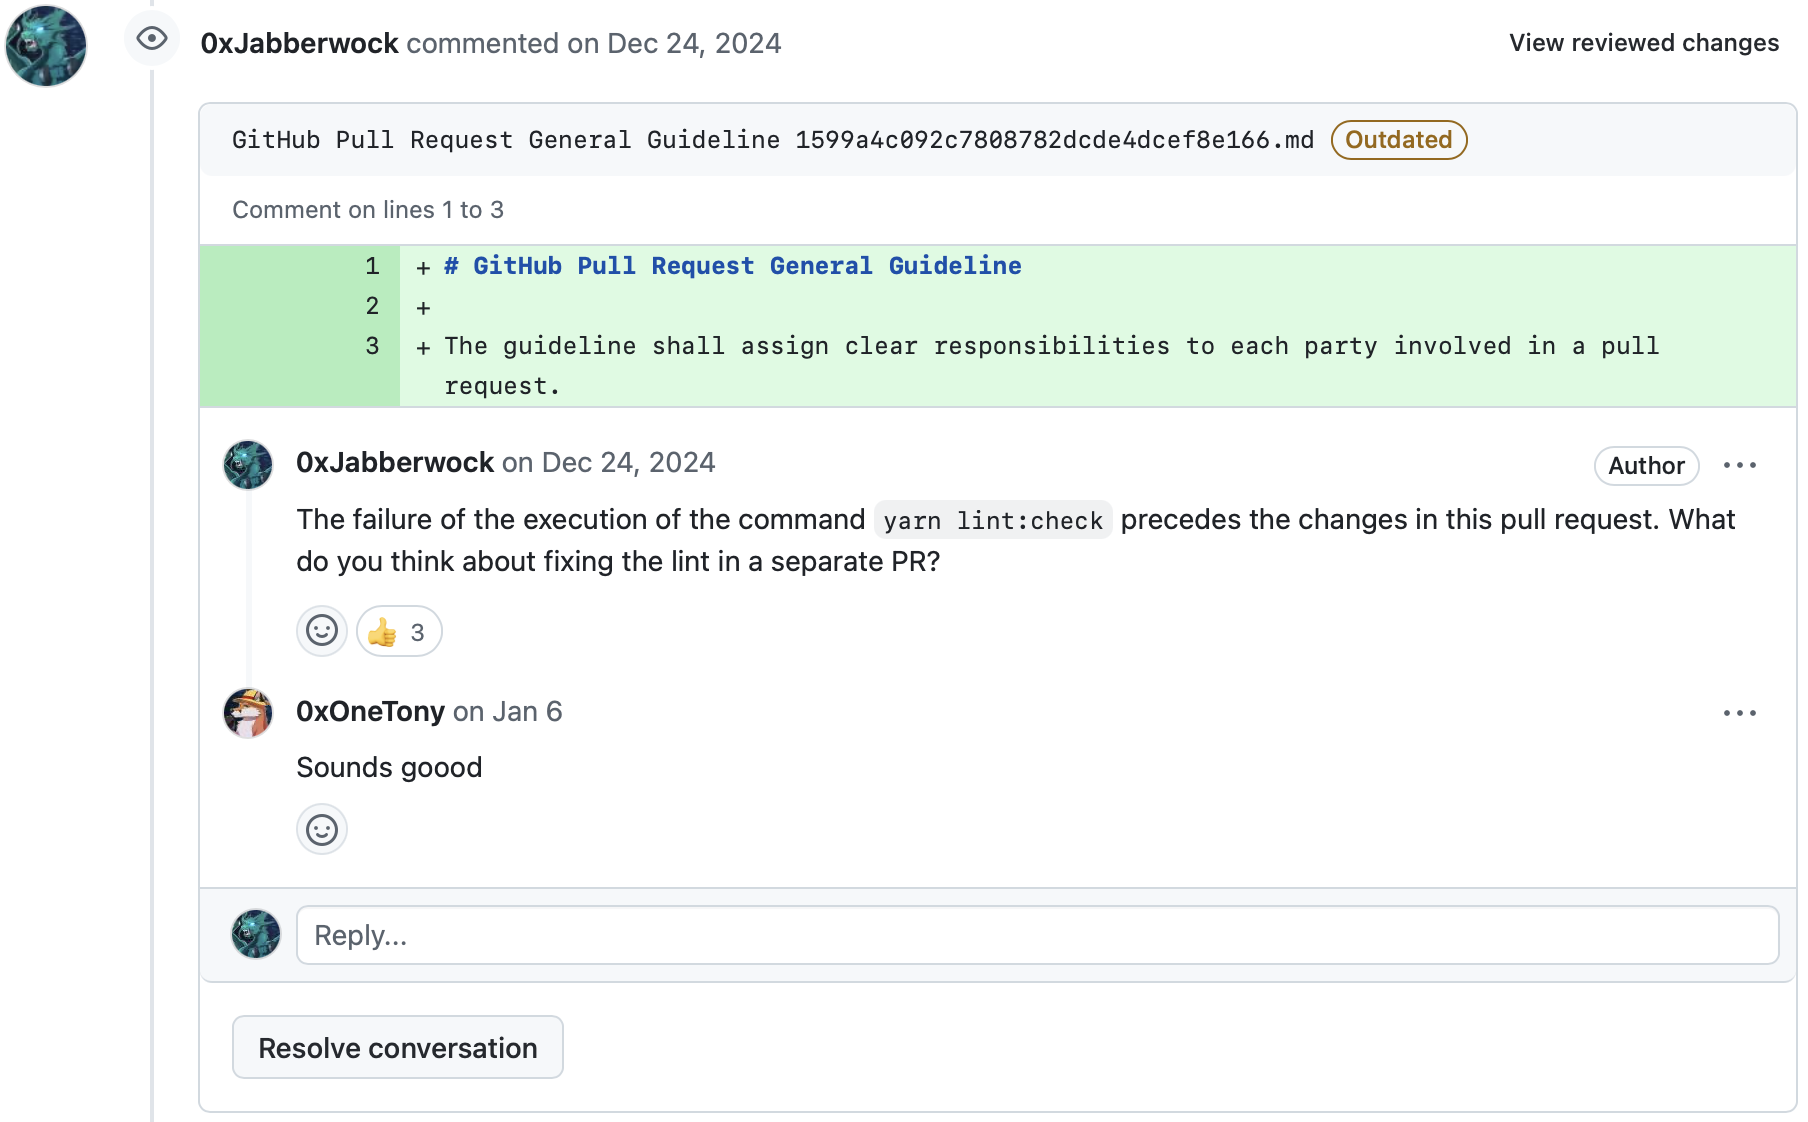 0xJabberwock commented on Dec 24, 2024
View reviewed changes
GitHub Pull Request General Guideline 1599a4c092c7808782dcde4dcef8e166.md Outdated
Comment on lines 1 to 3
1 + # GitHub Pull Request General Guideline
2 +
3 + The guideline shall assign clear responsibilities to each party involved in a pull
request.
0xJabberwock on Dec 24, 2024
Author
The failure of the execution of the command yarn lint:check precedes the changes in this pull request. What
do you think about fixing the lint in a separate PR?
👍 3
0xOneTony on Jan 6
Sounds goood
Reply...
Resolve conversation